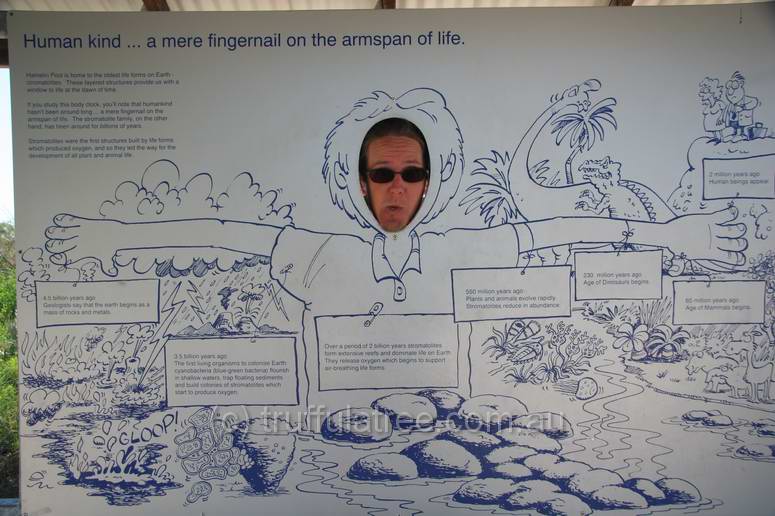 Human kind ... a mere fingernail on the armspan of life.
Hamelin Pool is home to the oldest life forms on Earth -
stromatolites. These layered structures provide us with a
window to life at the dawn of time.
If you study this body clock, you'll note that humankind
hasn't been around long ... a mere fingernail on the
armspan of life. The stromatolite family, on the other
hand, has been around for billions of years.
Stromatolites were the first structures built by life forms
which produced oxygen, and so they led the way for the
development of all plant and animal life.
2 million years ago
Human beings appear.
4.5 billion years ago
Geologists say that the earth begins as a
mass of rocks and metals.
550 million years ago
Plants and animals evolve rapidly.
Stromatolites reduce in abundance.
230 million years ago
Age of Dinosaurs begins.
65 million years ago
Age of Mammals begins.
3.5 billion years ago
The first living organisms to colonise Earth
cyanobacteria (blue-green bacteria) flourish
in shallow waters, trap floating sediments
and build colonies of stromatolites which
start to produce oxygen.
Over a period of 2 billion years stromatolites
form extensive reefs and dominate life on Earth.
They release oxygen which begins to support
air-breathing life forms.
GLOOP!
(c) truffulla.com.au